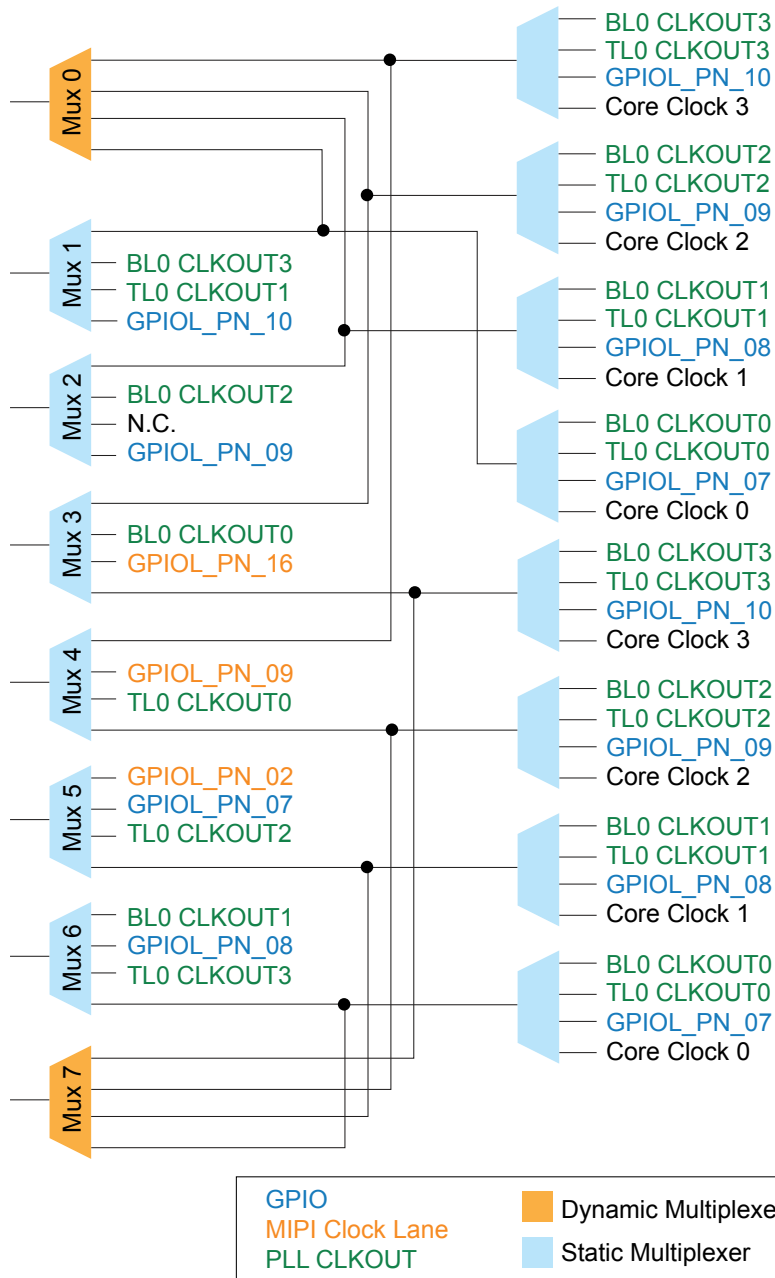 Mux 0
Mux 1
BL0 CLKOUT3
TL0 CLKOUT1
GPIOL_PN_10
Mux 2
BL0 CLKOUT2
N.C.
GPIOL_PN_09
Mux 3
BL0 CLKOUT0
GPIOL_PN_16
Mux 4
GPIOL_PN_09
TL0 CLKOUT0
Mux 5
GPIOL_PN_02
GPIOL_PN_07
TL0 CLKOUT2
Mux 6
BL0 CLKOUT1
GPIOL_PN_08
TL0 CLKOUT3
Mux 7
BL0 CLKOUT3
TL0 CLKOUT3
GPIOL_PN_10
Core Clock 3
BL0 CLKOUT2
TL0 CLKOUT2
GPIOL_PN_09
Core Clock 2
BL0 CLKOUT1
TL0 CLKOUT1
GPIOL_PN_08
Core Clock 1
BL0 CLKOUT0
TL0 CLKOUT0
GPIOL_PN_07
Core Clock 0
BL0 CLKOUT3
TL0 CLKOUT3
GPIOL_PN_10
Core Clock 3
BL0 CLKOUT2
TL0 CLKOUT2
GPIOL_PN_09
Core Clock 2
BL0 CLKOUT1
TL0 CLKOUT1
GPIOL_PN_08
Core Clock 1
BL0 CLKOUT0
TL0 CLKOUT0
GPIOL_PN_07
Core Clock 0
GPIO
MIPI Clock Lane
PLL CLKOUT
Dynamic Multiplexe
Static Multiplexer